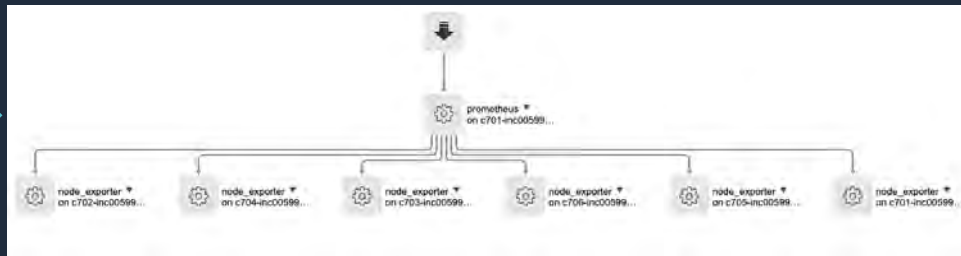 prometheus
on c701-inc00599...
node_exporter
on c702-inc00599...
node_exporter
on c704-inc00599...
node_exporter
on c703-inc00599...
node_exporter
on c706-inc00599...
node_exporter
on c705-inc00599...
node_exporter
on c701-inc00599...